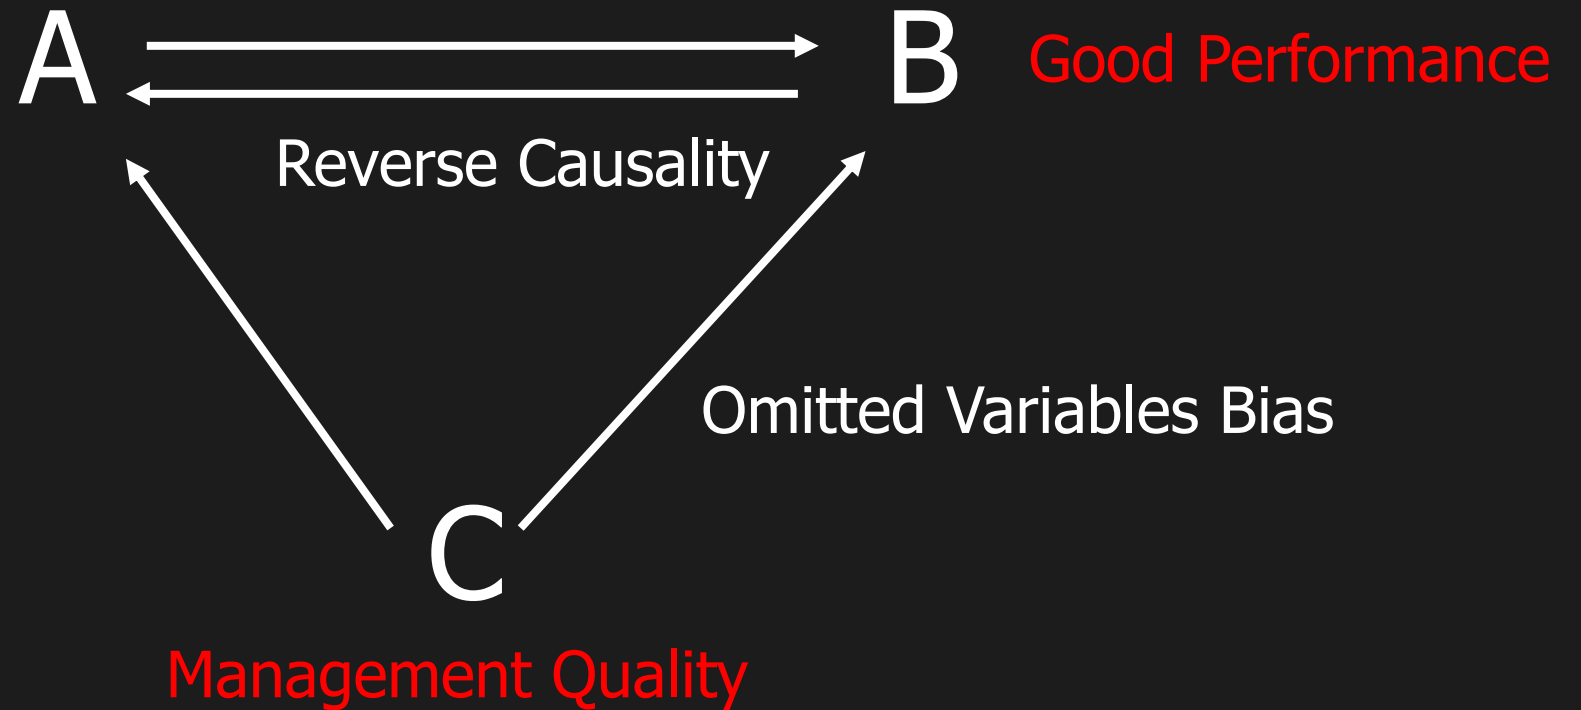 A
B
Good Performance
Reverse Causality
Omitted Variables Bias
C
Management Quality